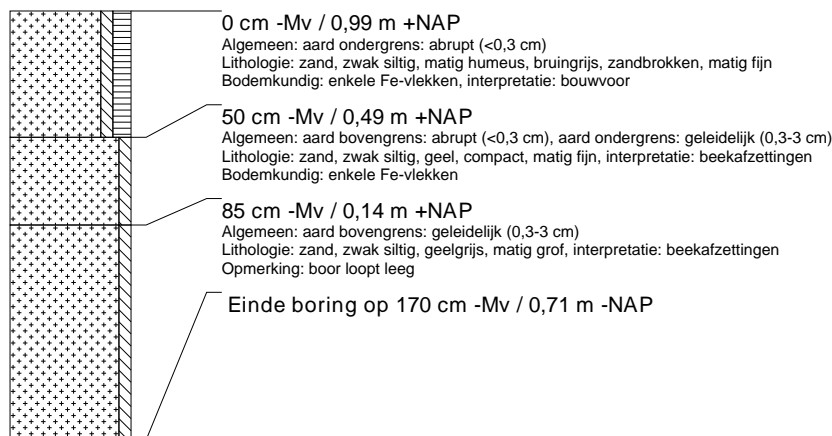 0 cm -Mv / 0,99 m +NAP
Algemeen: aard ondergrens: abrupt (<0,3 cm)
Lithologie: zand, zwak siltig, matig humeus, bruingrijs, zandbrokken, matig fijn
Bodemkundig: enkele Fe-vlekken, interpretatie: bouwvoor
50 cm -Mv / 0,49 m +NAP
Algemeen: aard bovengrens: abrupt (<0,3 cm), aard ondergrens: geleidelijk (0,3-3 cm)
Lithologie: zand, zwak siltig, geel, compact, matig fijn, interpretatie: beekafzettingen
Bodemkundig: enkele Fe-vlekken
85 cm -Mv / 0,14 m +NAP
Algemeen: aard bovengrens: geleidelijk (0,3-3 cm)
Lithologie: zand, zwak siltig, geelgrijs, matig grof, interpretatie: beekafzettingen
Opmerking: boor loopt leeg
Einde boring op 170 cm -Mv / 0,71 m -NAP